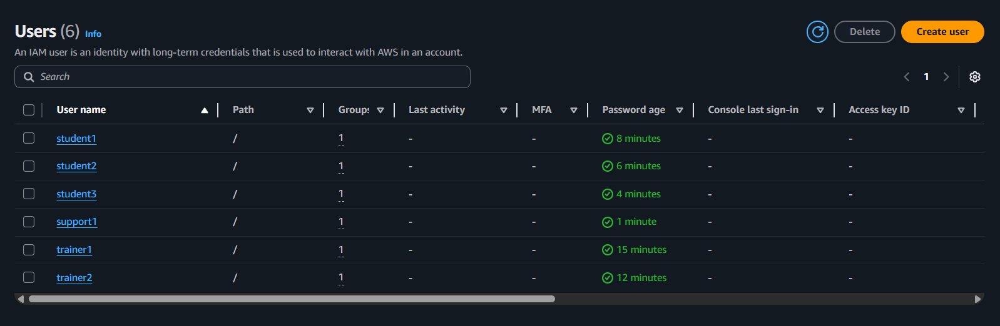 Users (6) Info
Delete
Create user
An IAM user is an identity with long-term credentials that is used to interact with AWS in an account.
Search
1
User name Path Groups Last activity MFA Password age Console last sign-in Access key ID
student1 / 1 - - 8 minutes - -
student2 / 1 - - 6 minutes - -
student3 / 1 - - 4 minutes - -
support1 / 1 - - 1 minute - -
trainer1 / 1 - - 15 minutes - -
trainer2 / 1 - - 12 minutes - -